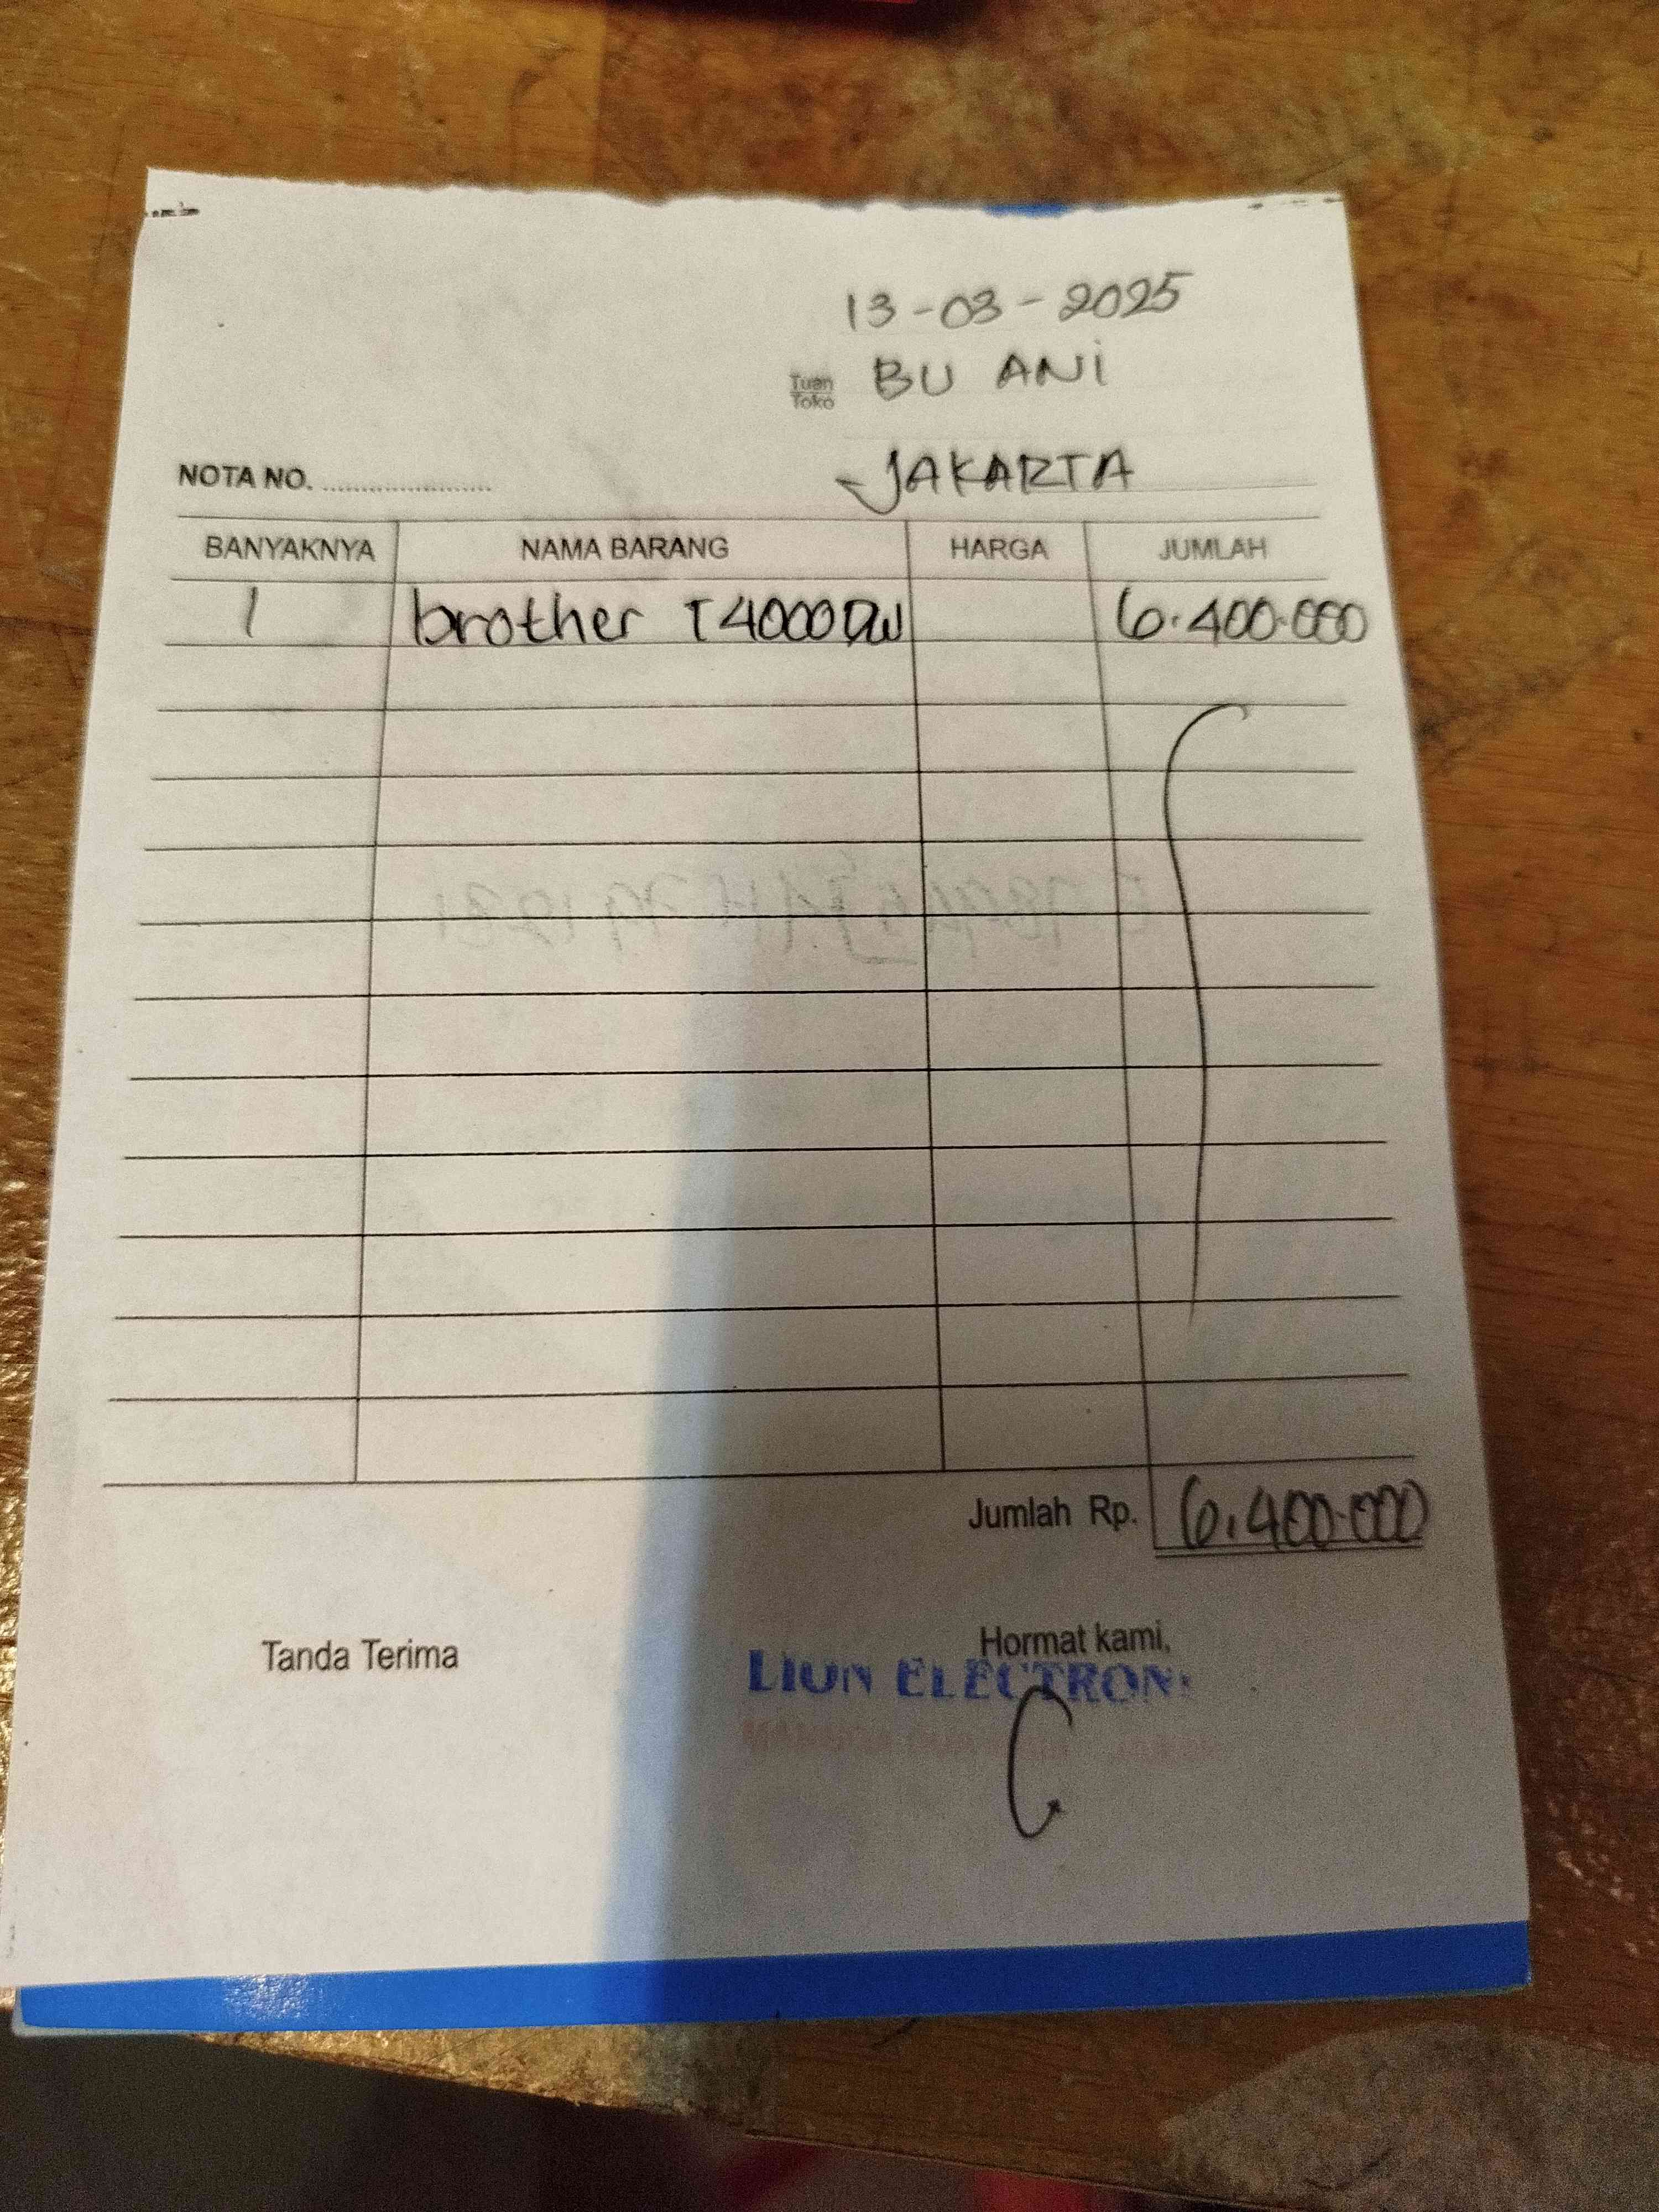 13-03-2025
Tuan
Toko
BU ANI
JAKARTA
NOTA NO. ........................
BANYAKNYA NAMA BARANG HARGA JUMLAH
1 brother T4000DW 6.400.000
Jumlah Rp. 6.400.000
Tanda Terima Hormat kami,
LION ELECTRONI